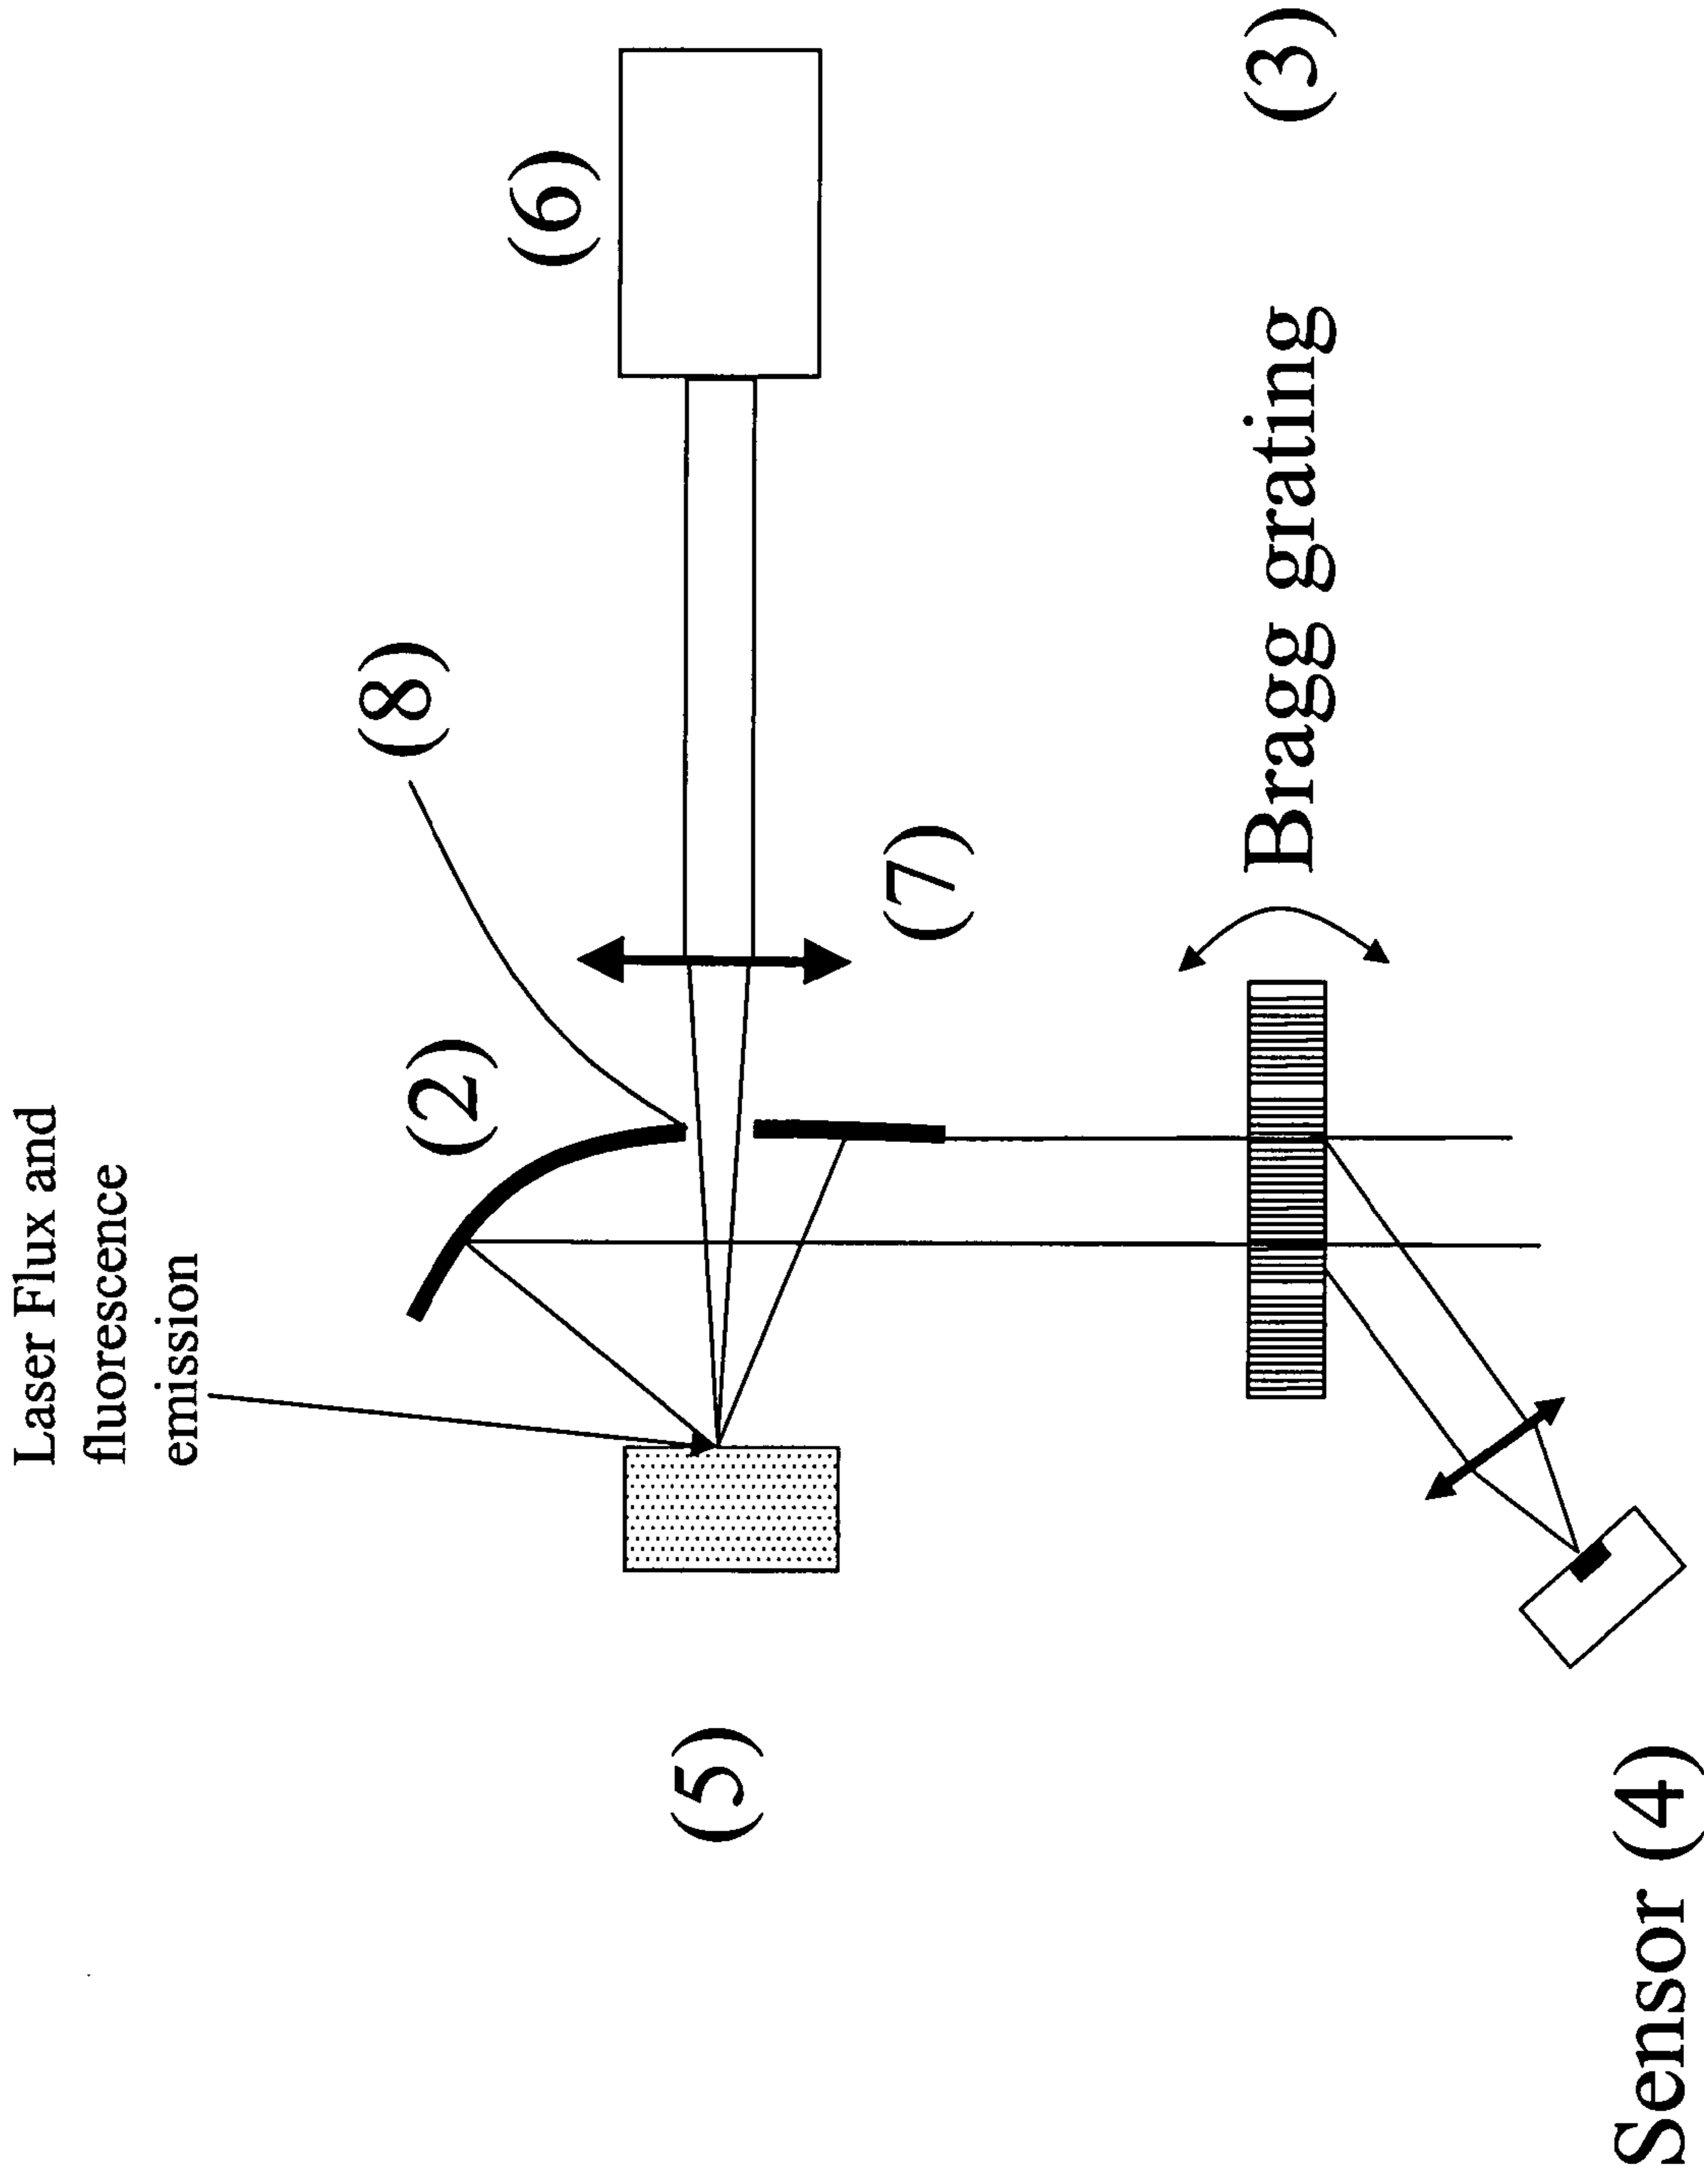 Laser Flux and
fluorescence
emission
(2)
(8)
(6)
(5)
(7)
Bragg grating (3)
Sensor (4)